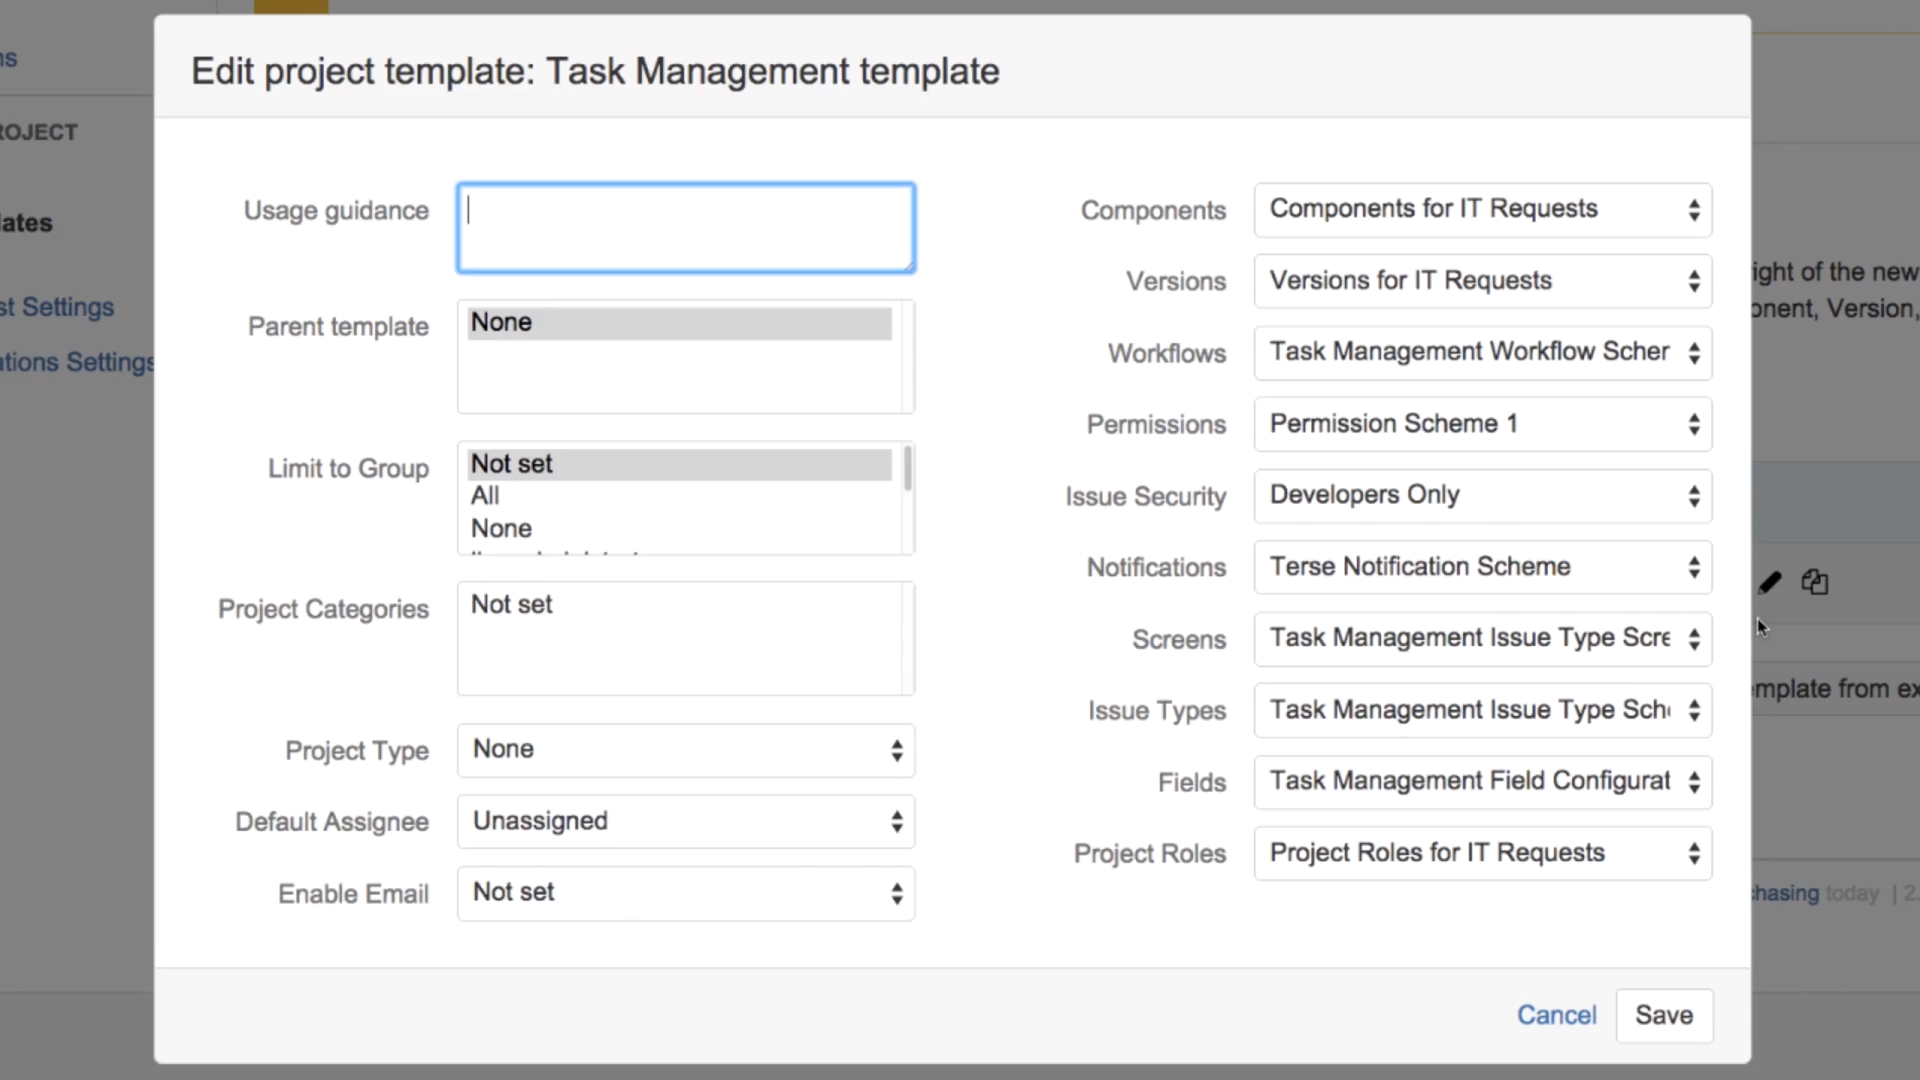 Edit project template: Task Management template
ns
ROJECT
lates
st Settings
ations Settings
Usage guidance
Parent template
None
Limit to Group
Not set
All
None
Project Categories
Not set
Project Type
None
Default Assignee
Unassigned
Enable Email
Not set
Components
Components for IT Requests
Versions
Versions for IT Requests
Workflows
Task Management Workflow Scher
Permissions
Permission Scheme 1
Issue Security
Developers Only
Notifications
Terse Notification Scheme
Screens
Task Management Issue Type Scre
Issue Types
Task Management Issue Type Sch
Fields
Task Management Field Configurat
Project Roles
Project Roles for IT Requests
ight of the new
onent, Version,
mplate from ex
hasing today | 2.
Cancel
Save